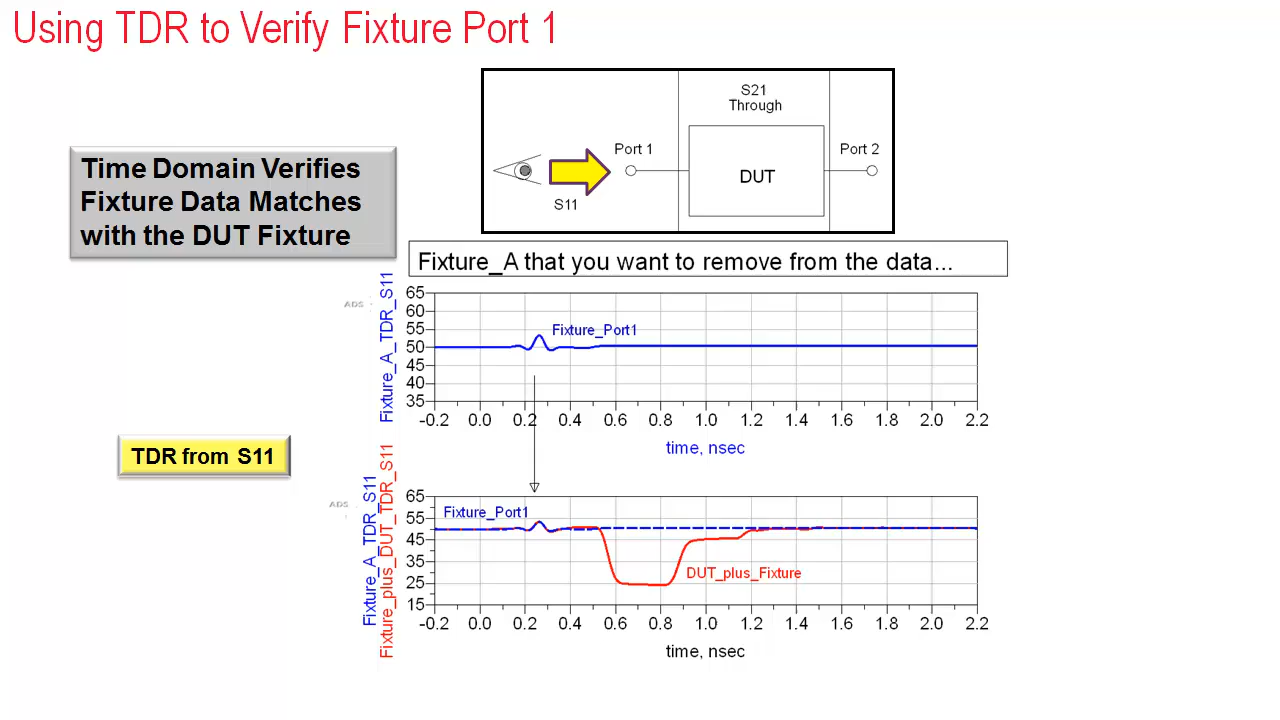 Using TDR to Verify Fixture Port 1
S21
Through
Port 1
Port 2
DUT
S11
Time Domain Verifies
Fixture Data Matches
with the DUT Fixture
Fixture_A that you want to remove from the data...
ADS
Fixture_A_TDR_S11
65
60
55
50
45
40
35
Fixture_Port1
-0.2 0.0 0.2 0.4 0.6 0.8 1.0 1.2 1.4 1.6 1.8 2.0 2.2
time, nsec
TDR from S11
ADS
Fixture_A_TDR_S11
Fixture_plus_DUT_TDR_S11
65
55
45
35
25
15
Fixture_Port1
DUT_plus_Fixture
-0.2 0.0 0.2 0.4 0.6 0.8 1.0 1.2 1.4 1.6 1.8 2.0 2.2
time, nsec